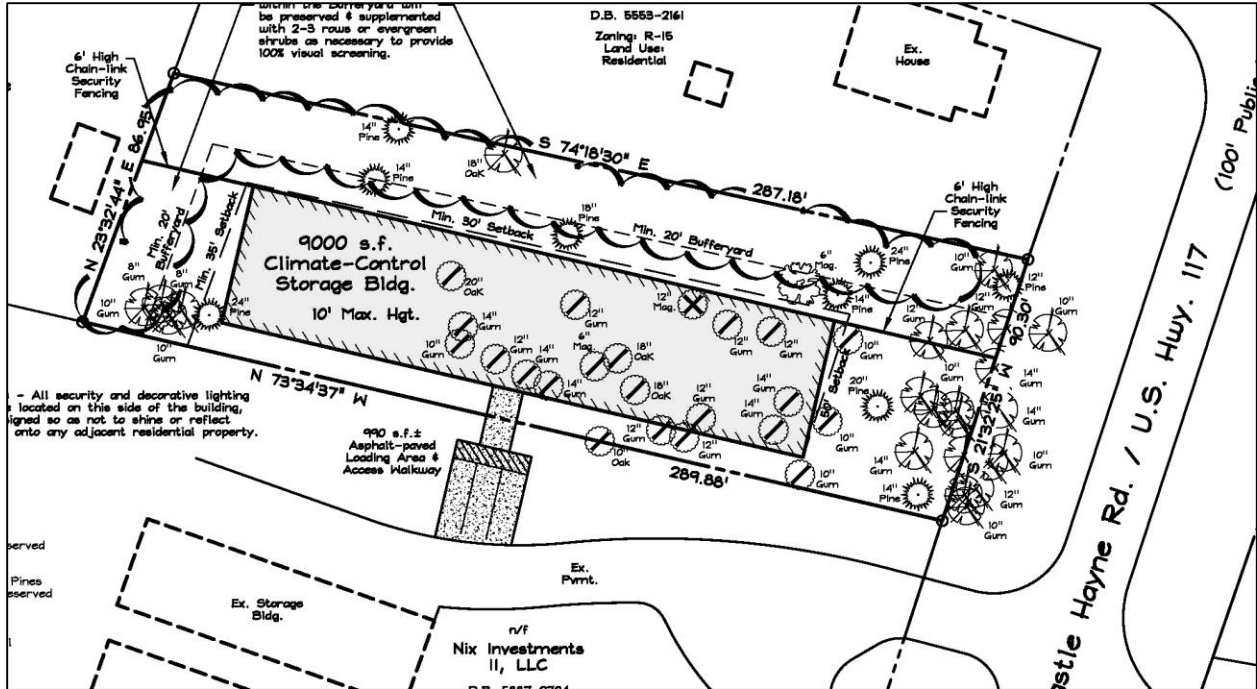 within the Bufferyard will
be preserved & supplemented
with 2-3 rows or evergreen
shrubs as necessary to provide
100% visual screening.
D.B. 5553-2161
Zoning: R-15
Land Use:
Residential
Ex.
House
6' High
Chain-link
Security
Fencing
(100' Public
14"
Pine
18"
Oak
S 74°18'30" E
287.18'
N 23°32'44" E 86.95'
14"
Pine
6' High
Chain-link
Security
Fencing
Min. 20'
Bufferyard
Min. 35' Setback
Min. 30' Setback
18"
Pine
Min. 20' Bufferyard
9000 s.f.
Climate-Control
Storage Bldg.
10' Max. Hgt.
8"
Gum
8"
Gum
10"
Gum
10"
Gum
24"
Pine
20"
Oak
14"
Gum
10"
Gum
12"
Gum
14"
Gum
14"
Gum
12"
Gum
6"
Mag.
18"
Oak
18"
Oak
12"
Mag.
12"
Gum
12"
Gum
6"
Mag.
14"
Pine
24"
Pine
10"
Gum
12"
Pine
12"
Gum
12"
Gum
10"
Gum
90.30'
14"
Gum
10"
Gum
50' Setback
20"
Pine
14"
Gum
14"
Gum
12"
Gum
12"
Gum
12"
Gum
10"
Oak
10"
Gum
10"
Gum
14"
Gum
14"
Gum
10"
Gum
14"
Pine
12"
Gum
10"
Gum
S 21°32'25" W
N 73°34'37" W
289.88'
- All security and decorative lighting
located on this side of the building,
signed so as not to shine or reflect
onto any adjacent residential property.
990 s.f.±
Asphalt-paved
Loading Area &
Access Walkway
Ex.
Pvmt.
Ex. Storage
Bldg.
n/f
Nix Investments
II, LLC
served
Pines
eserved
astle Hayne Rd. / U.S. Hwy. 117